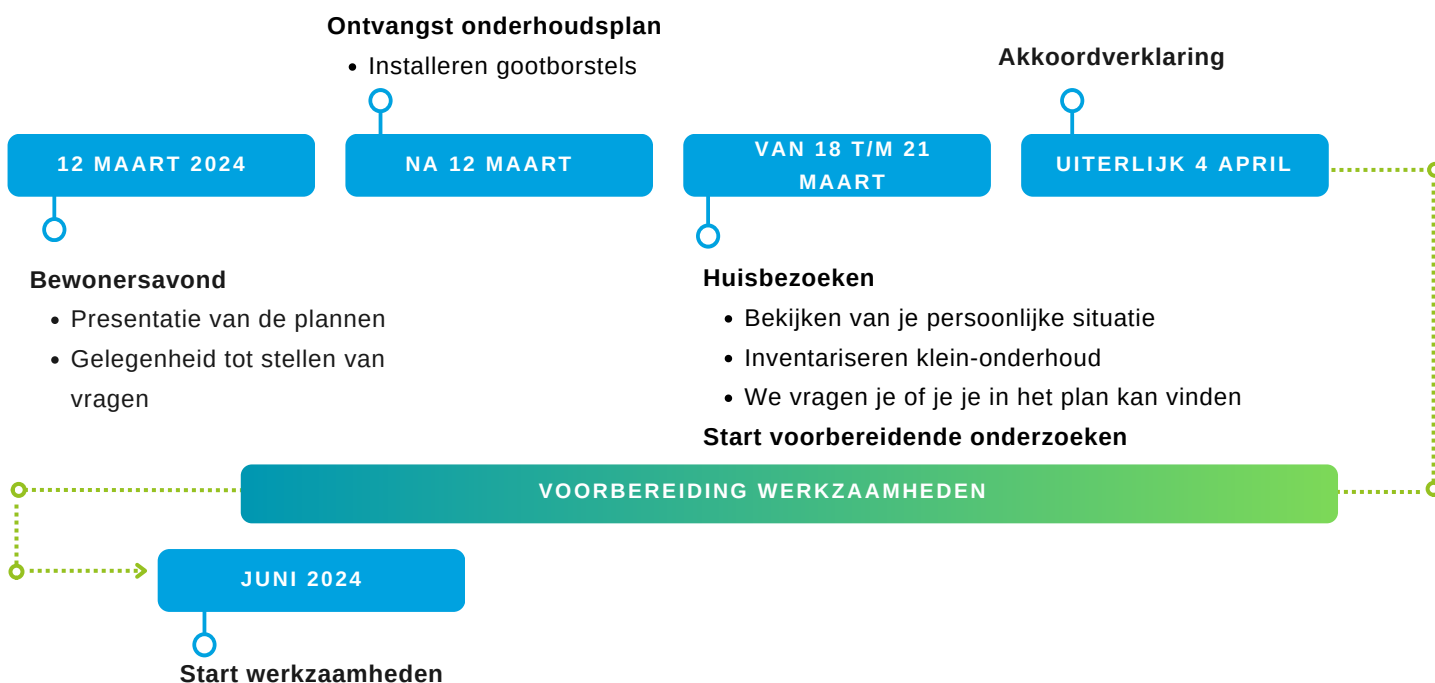 Ontvangst onderhoudsplan
• Installeren gootborstels
Akkoordverklaring
12 MAART 2024
NA 12 MAART
VAN 18 T/M 21
MAART
UITERLIJK 4 APRIL
Bewonersavond
• Presentatie van de plannen
• Gelegenheid tot stellen van
vragen
Huisbezoeken
• Bekijken van je persoonlijke situatie
• Inventariseren klein-onderhoud
• We vragen je of je je in het plan kan vinden
Start voorbereidende onderzoeken
VOORBEREIDING WERKZAAMHEDEN
JUNI 2024
Start werkzaamheden